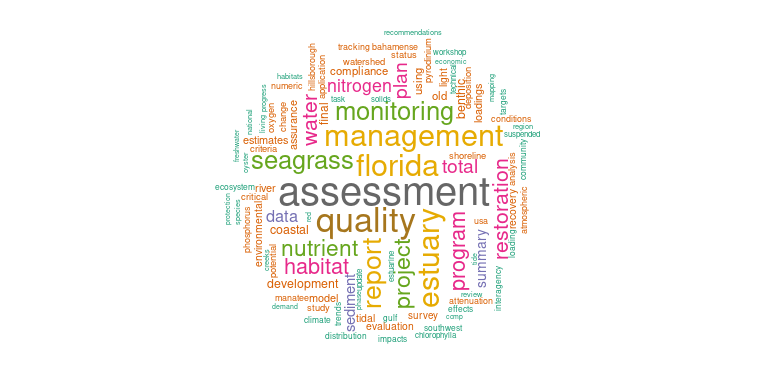 recommendations
tracking bahamense
status
workshop
economic
watershed
compliance
hillsborough
application
habitats
numeric
nitrogen
plan
using
pyrodinium
light
technical
old
benthic
deposition
loadings
mapping
targets
task
solids
living progress
oxygen
change
assurance
final
water
monitoring
conditions
region
suspended
national
estimates
criteria
management
freshwater
oyster
seagrass
florida
shoreline
total
community
analysis
ecosystem
river
critical
assessment
restoration
recovery
atmospheric
protection
species
phosphorus
environmental
data
coastal
red
quality
estuary
program
usa
summary
loading
nutrient
creeks
potential
habitat
report
estuarine
project
tide
interagency
development
sediment
phase
update
review
attenuation
manatee
model
effects
demand
study
climate
trends
tidal
gulf
survey
ccmp
evaluation
southwest
distribution
impacts
chlorophylla